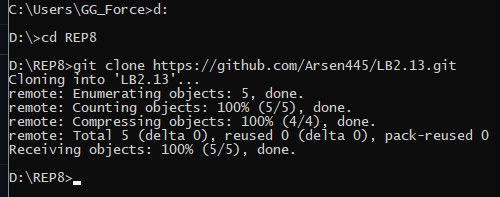 C:\Users\GG_Force>d:
D:\>cd REP8
D:\REP8>git clone https://github.com/Arsen445/LB2.13.git
Cloning into 'LB2.13'...
remote: Enumerating objects: 5, done.
remote: Counting objects: 100% (5/5), done.
remote: Compressing objects: 100% (4/4), done.
remote: Total 5 (delta 0), reused 0 (delta 0), pack-reused 0
Receiving objects: 100% (5/5), done.
D:\REP8>